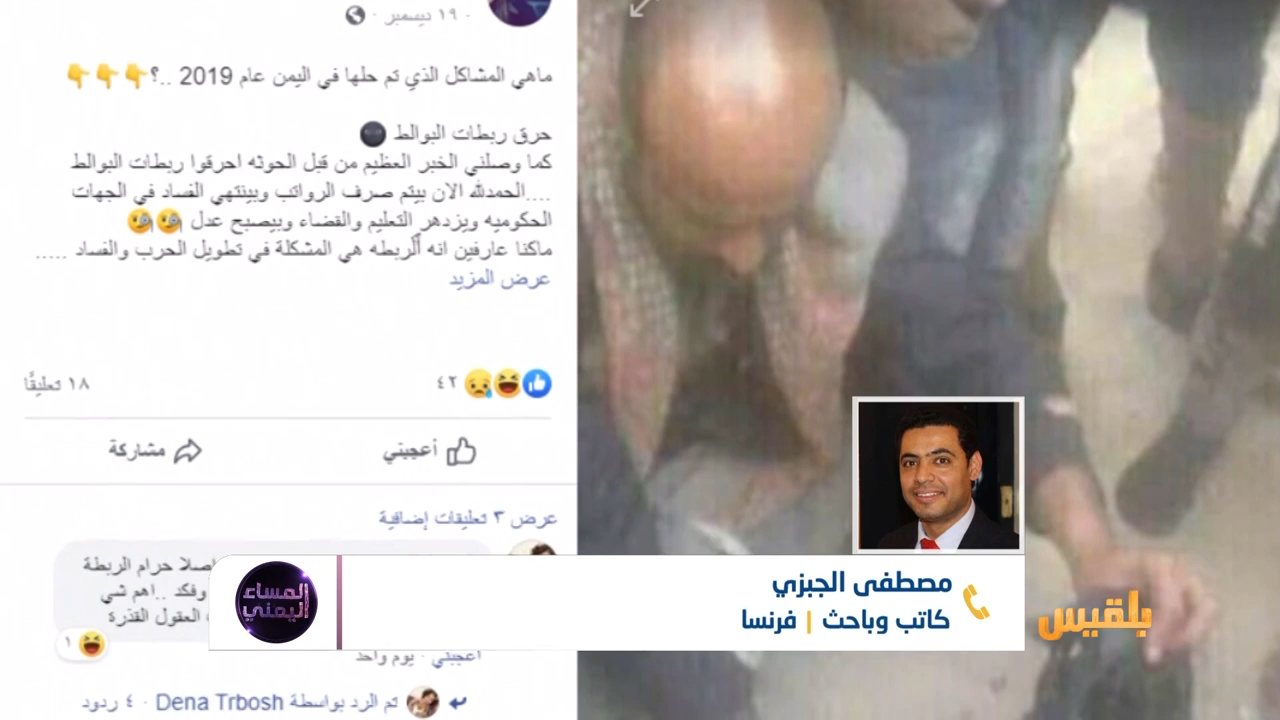 ١٩ ديسمبر ·
ماهي المشاكل الذي تم حلها في اليمن عام 2019 ..؟
حرق ربطات البوالط
كما وصلني الخبر العظيم من قبل الحوثه احرقوا ربطات البوالط
....الحمدلله الان بيتم صرف الرواتب وبينتهي الفساد في الجهات
الحكوميه ويزدهر التعليم والقضاء وبيصبح عدل
ماكنا عارفين انه الربطه هي المشكلة في تطويل الحرب والفساد .....
عرض المزيد
٤٢
١٨ تعليقًا
أعجبني
مشاركة
عرض ٣ تعليقات إضافية
اصلا حرام الربطة
وفكد ..اهم شي
العقول القذرة
١
أعجبني · يوم واحد
تم الرد بواسطة Dena Trbosh · ٤ ردود
المساء اليمني
مصطفى الجبزي
كاتب وباحث | فرنسا
بلقيس